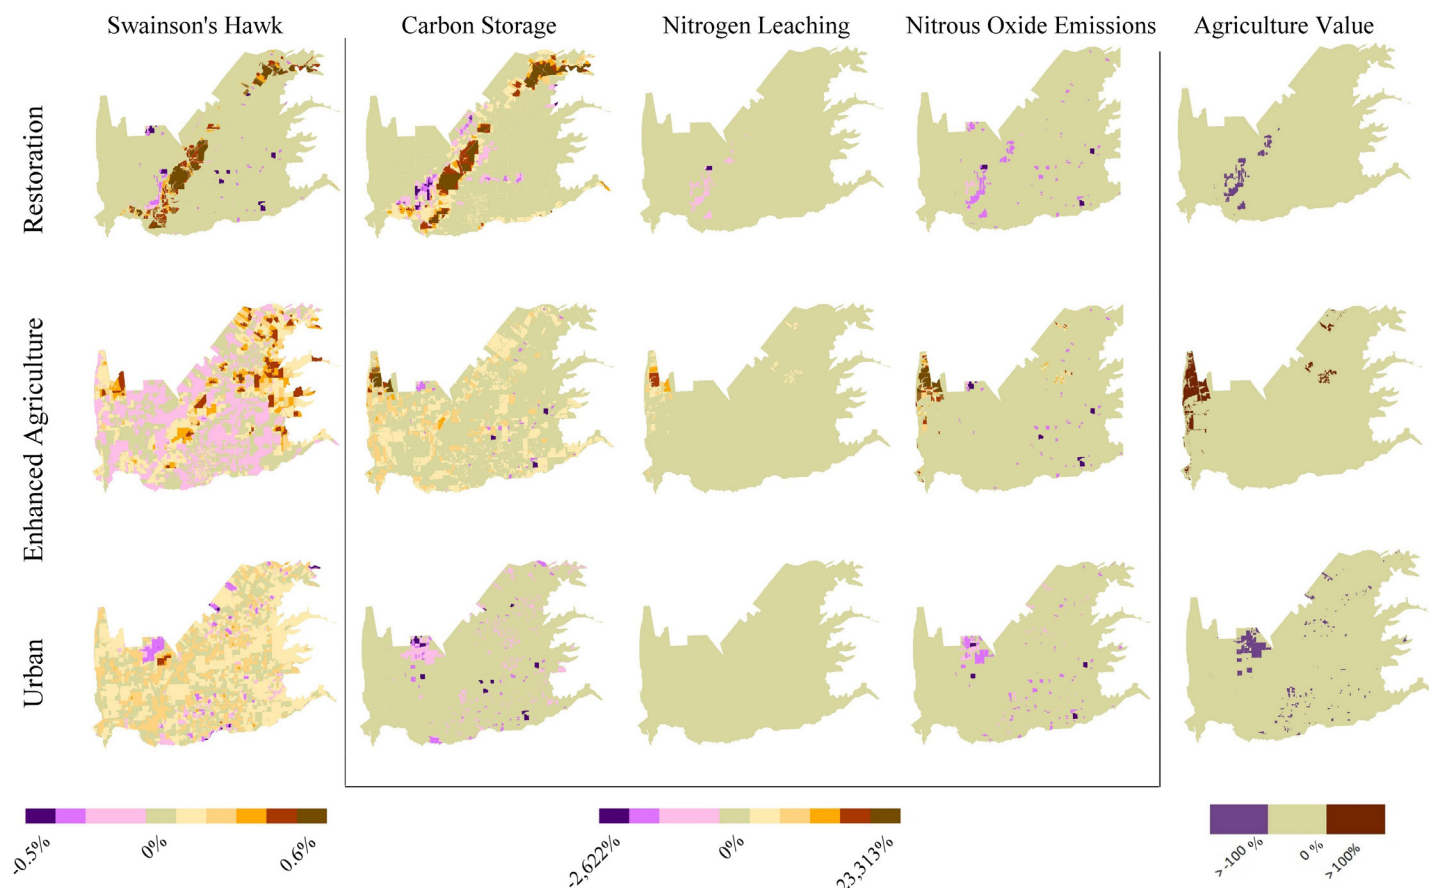 Swainson's Hawk
Carbon Storage
Nitrogen Leaching
Nitrous Oxide Emissions
Agriculture Value
Restoration
Enhanced Agriculture
Urban
-0.5%
0%
0.6%
-2,622%
0%
23,313%
> -100 %
0 %
>100%